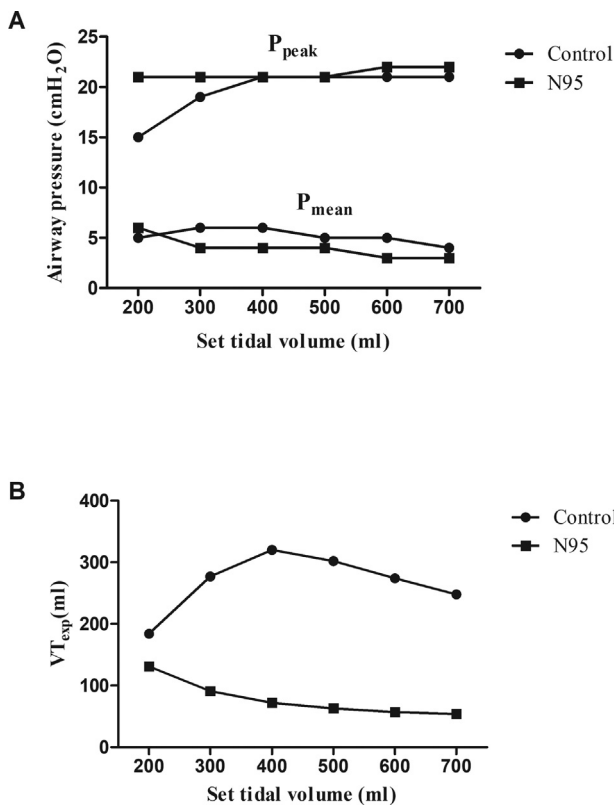 A
Airway pressure (cmH2O)
25
20
15
10
5
0
Ppeak
Pmean
Control
N95
200 300 400 500 600 700
Set tidal volume (ml)
B
VTexp(ml)
400
300
200
100
0
Control
N95
200 300 400 500 600 700
Set tidal volume (ml)